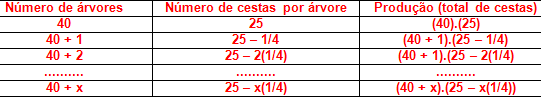 Número de árvores Número de cestas por árvore Produção (total de cestas)
40 25 (40).(25)
40 + 1 25 – 1/4 (40 + 1).(25 – 1/4)
40 + 2 25 – 2(1/4) (40 + 1).(25 – 2(1/4)
.......... .......... ..........
40 + x 25 – x(1/4) (40 + x).(25 – x(1/4))